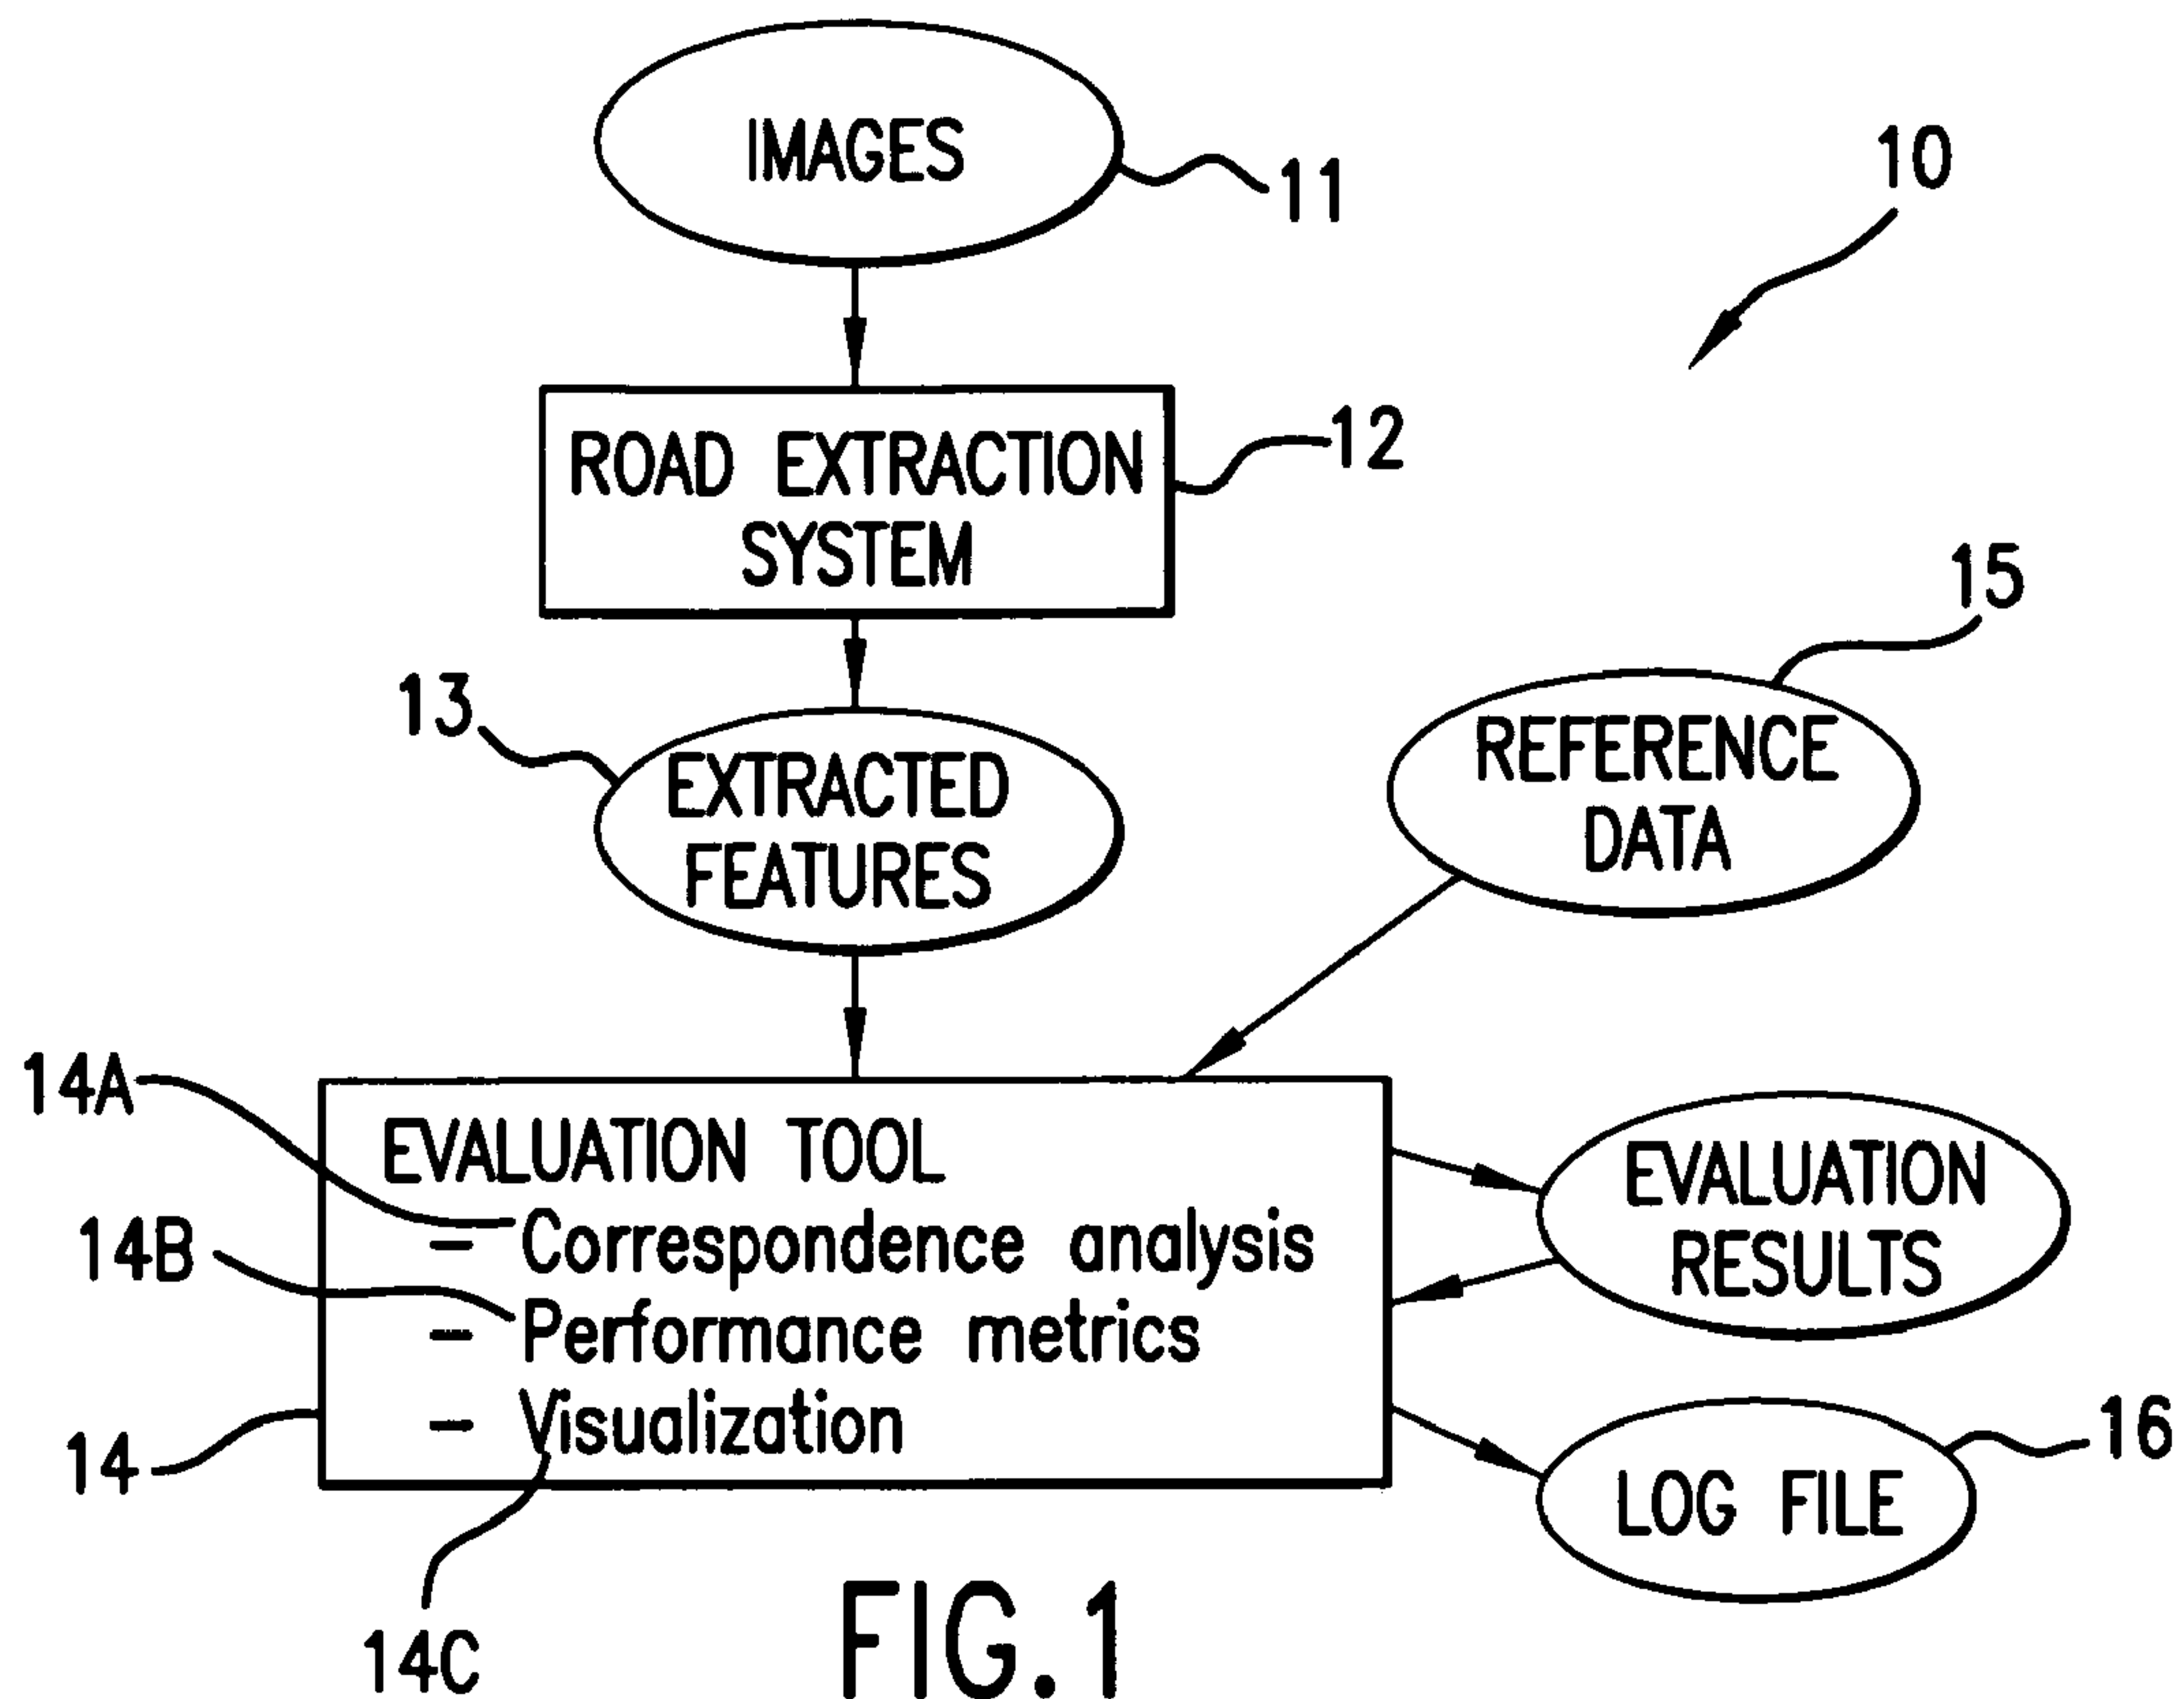 IMAGES
11
10
ROAD EXTRACTION
SYSTEM
12
13
EXTRACTED
FEATURES
15
REFERENCE
DATA
14A
EVALUATION TOOL
- Correspondence analysis
14B
- Performance metrics
- Visualization
14
14C
EVALUATION
RESULTS
16
LOG FILE
FIG.1